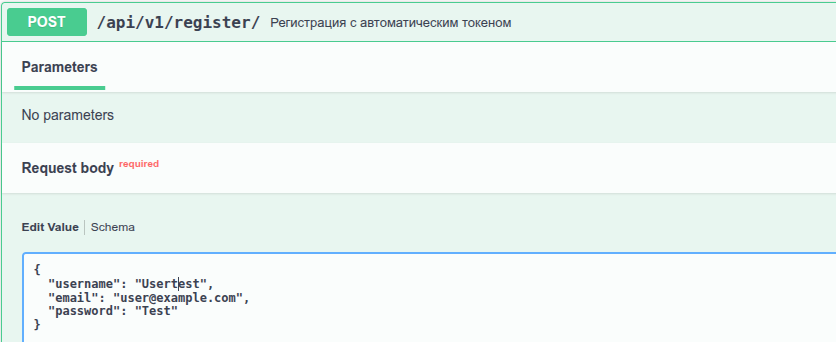 POST /api/v1/register/ Регистрация с автоматическим токеном
Parameters
No parameters
Request body required
Edit Value Schema
{
"username": "Usertest",
"email": "user@example.com",
"password": "Test"
}